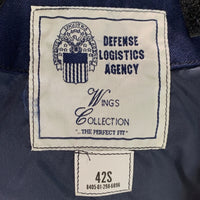 DEFENSE
LOGISTICS
AGENCY
WINGS
COLLECTION
"...THE PERFECT FIT"
42S